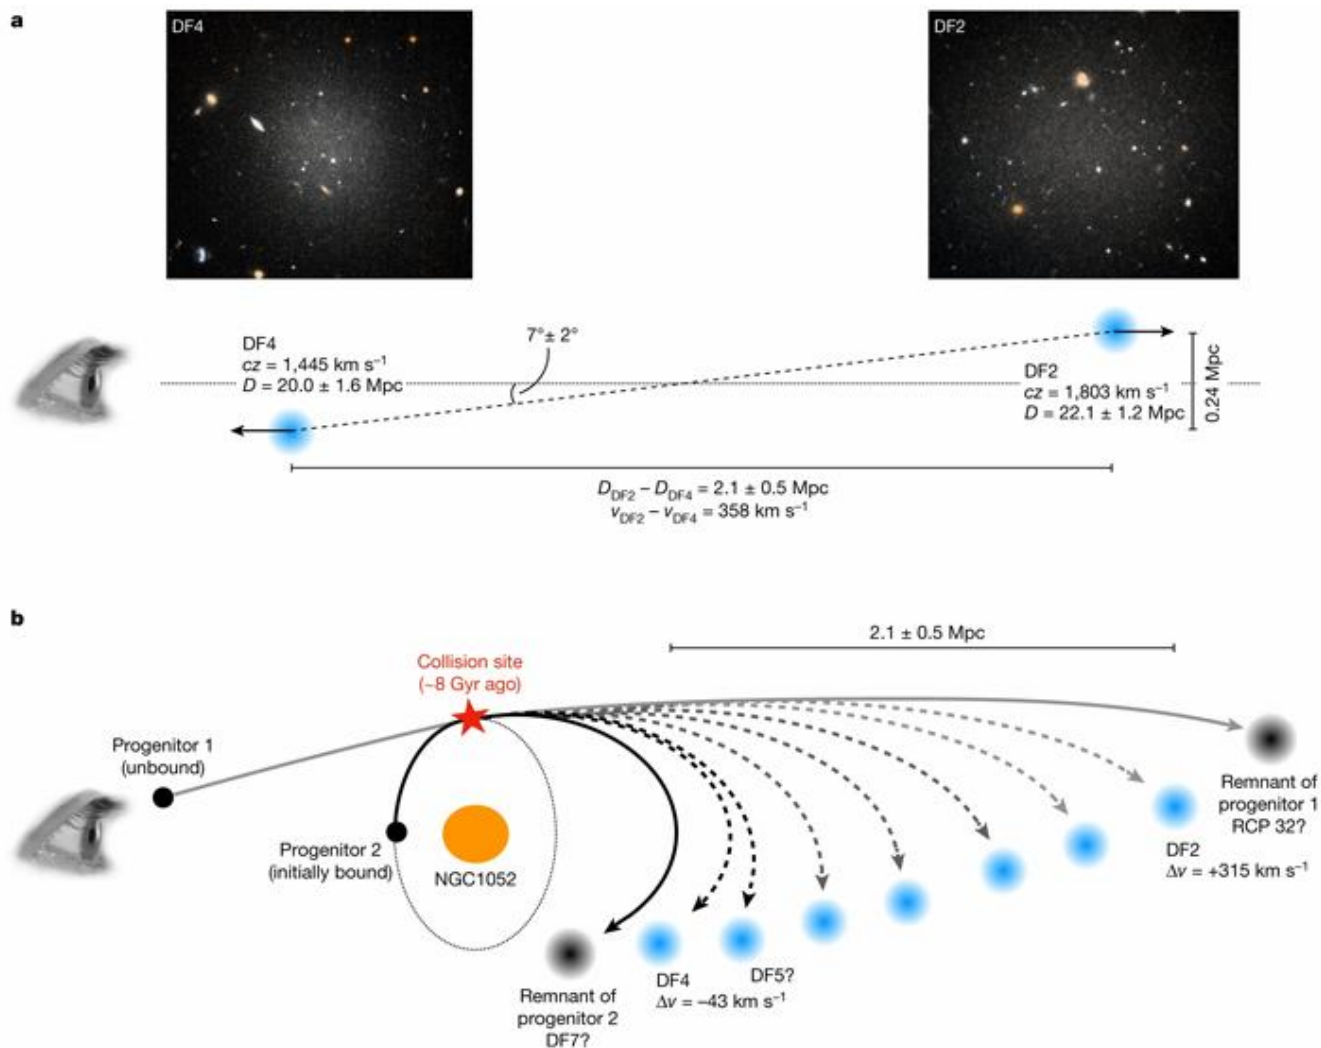 a
DF4
DF2
7°± 2°
DF4
cz = 1,445 km s⁻¹
D = 20.0 ± 1.6 Mpc
DF2
cz = 1,803 km s⁻¹
D = 22.1 ± 1.2 Mpc
0.24 Mpc
D_DF2 – D_DF4 = 2.1 ± 0.5 Mpc
v_DF2 – v_DF4 = 358 km s⁻¹
b
2.1 ± 0.5 Mpc
Collision site
(~8 Gyr ago)
Progenitor 1
(unbound)
Progenitor 2
(initially bound)
NGC1052
Remnant of
progenitor 1
RCP 32?
DF2
Δv = +315 km s⁻¹
DF4
Δv = –43 km s⁻¹
DF5?
Remnant of
progenitor 2
DF7?